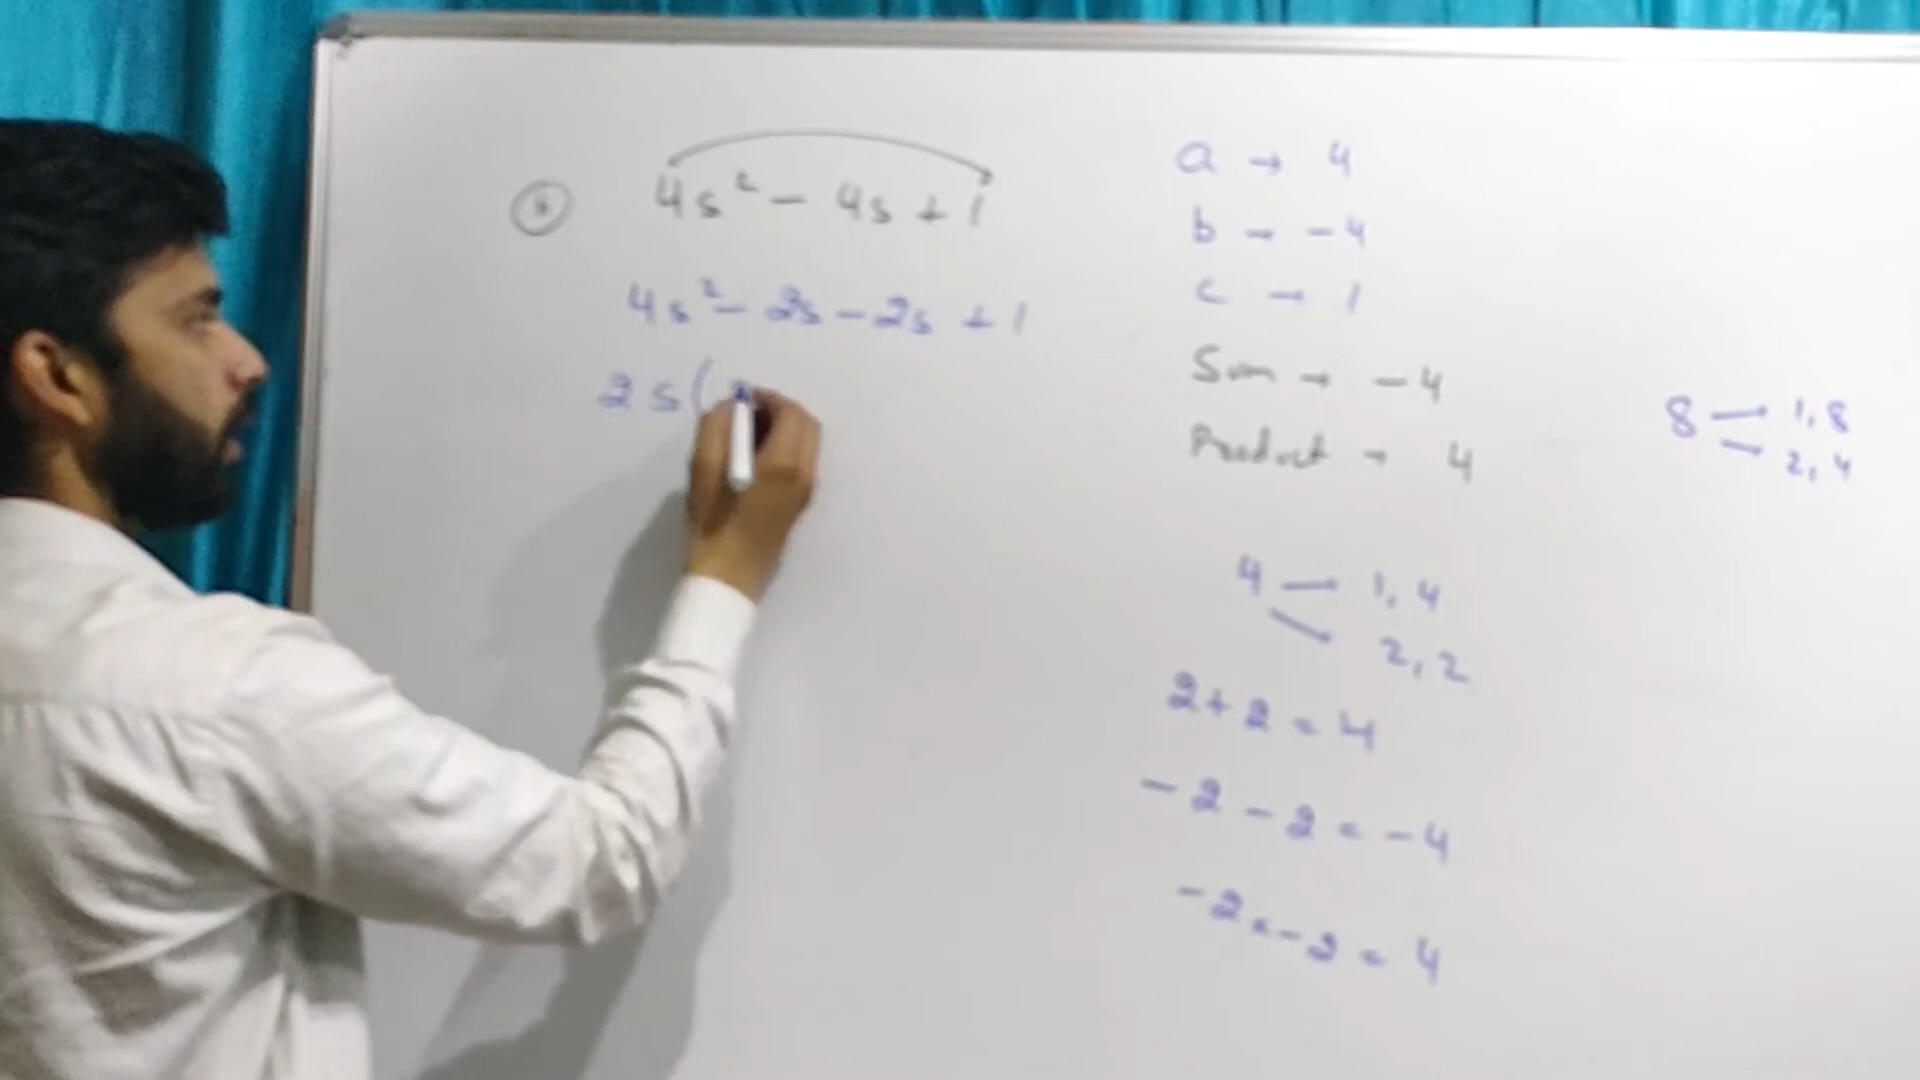 4s² - 4s + 1
4s² - 2s - 2s + 1
2s(
a → 4
b → -4
c → 1
Sum → -4
Product → 4
8 → 1, 8
→ 2, 4
4 → 1, 4
→ 2, 2
2 + 2 = 4
-2 - 2 = -4
-2 × -2 = 4